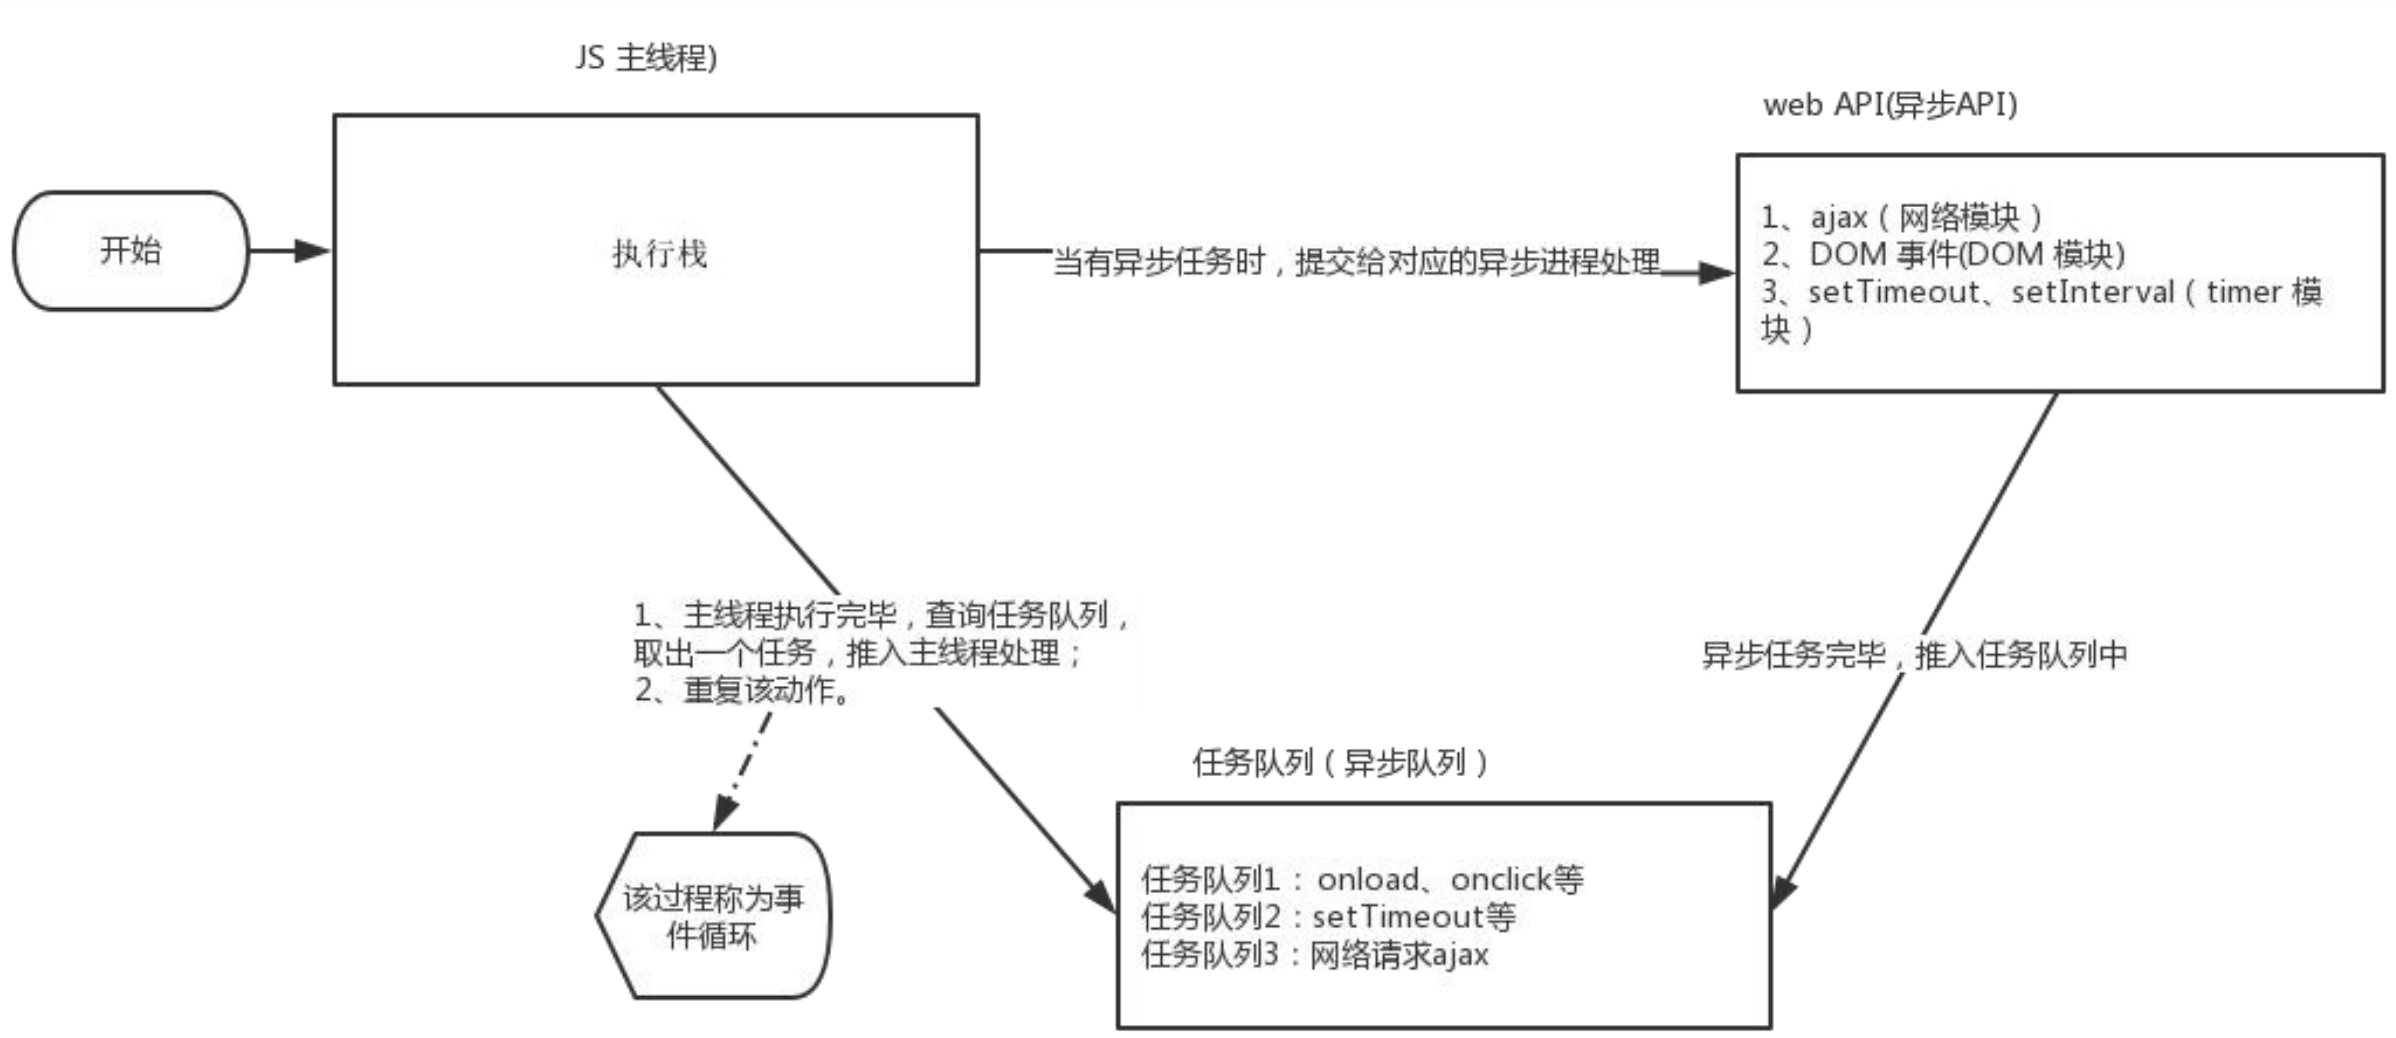 JS 主线程)
web API(异步API)
开始
执行栈
当有异步任务时，提交给对应的异步进程处理
1、ajax（网络模块）
2、DOM 事件(DOM 模块)
3、setTimeout、setInterval（timer 模
块）
1、主线程执行完毕，查询任务队列，
取出一个任务，推入主线程处理；
2、重复该动作。
异步任务完毕，推入任务队列中
任务队列（异步队列）
任务队列1：onload、onclick等
任务队列2：setTimeout等
任务队列3：网络请求ajax
该过程称为事
件循环